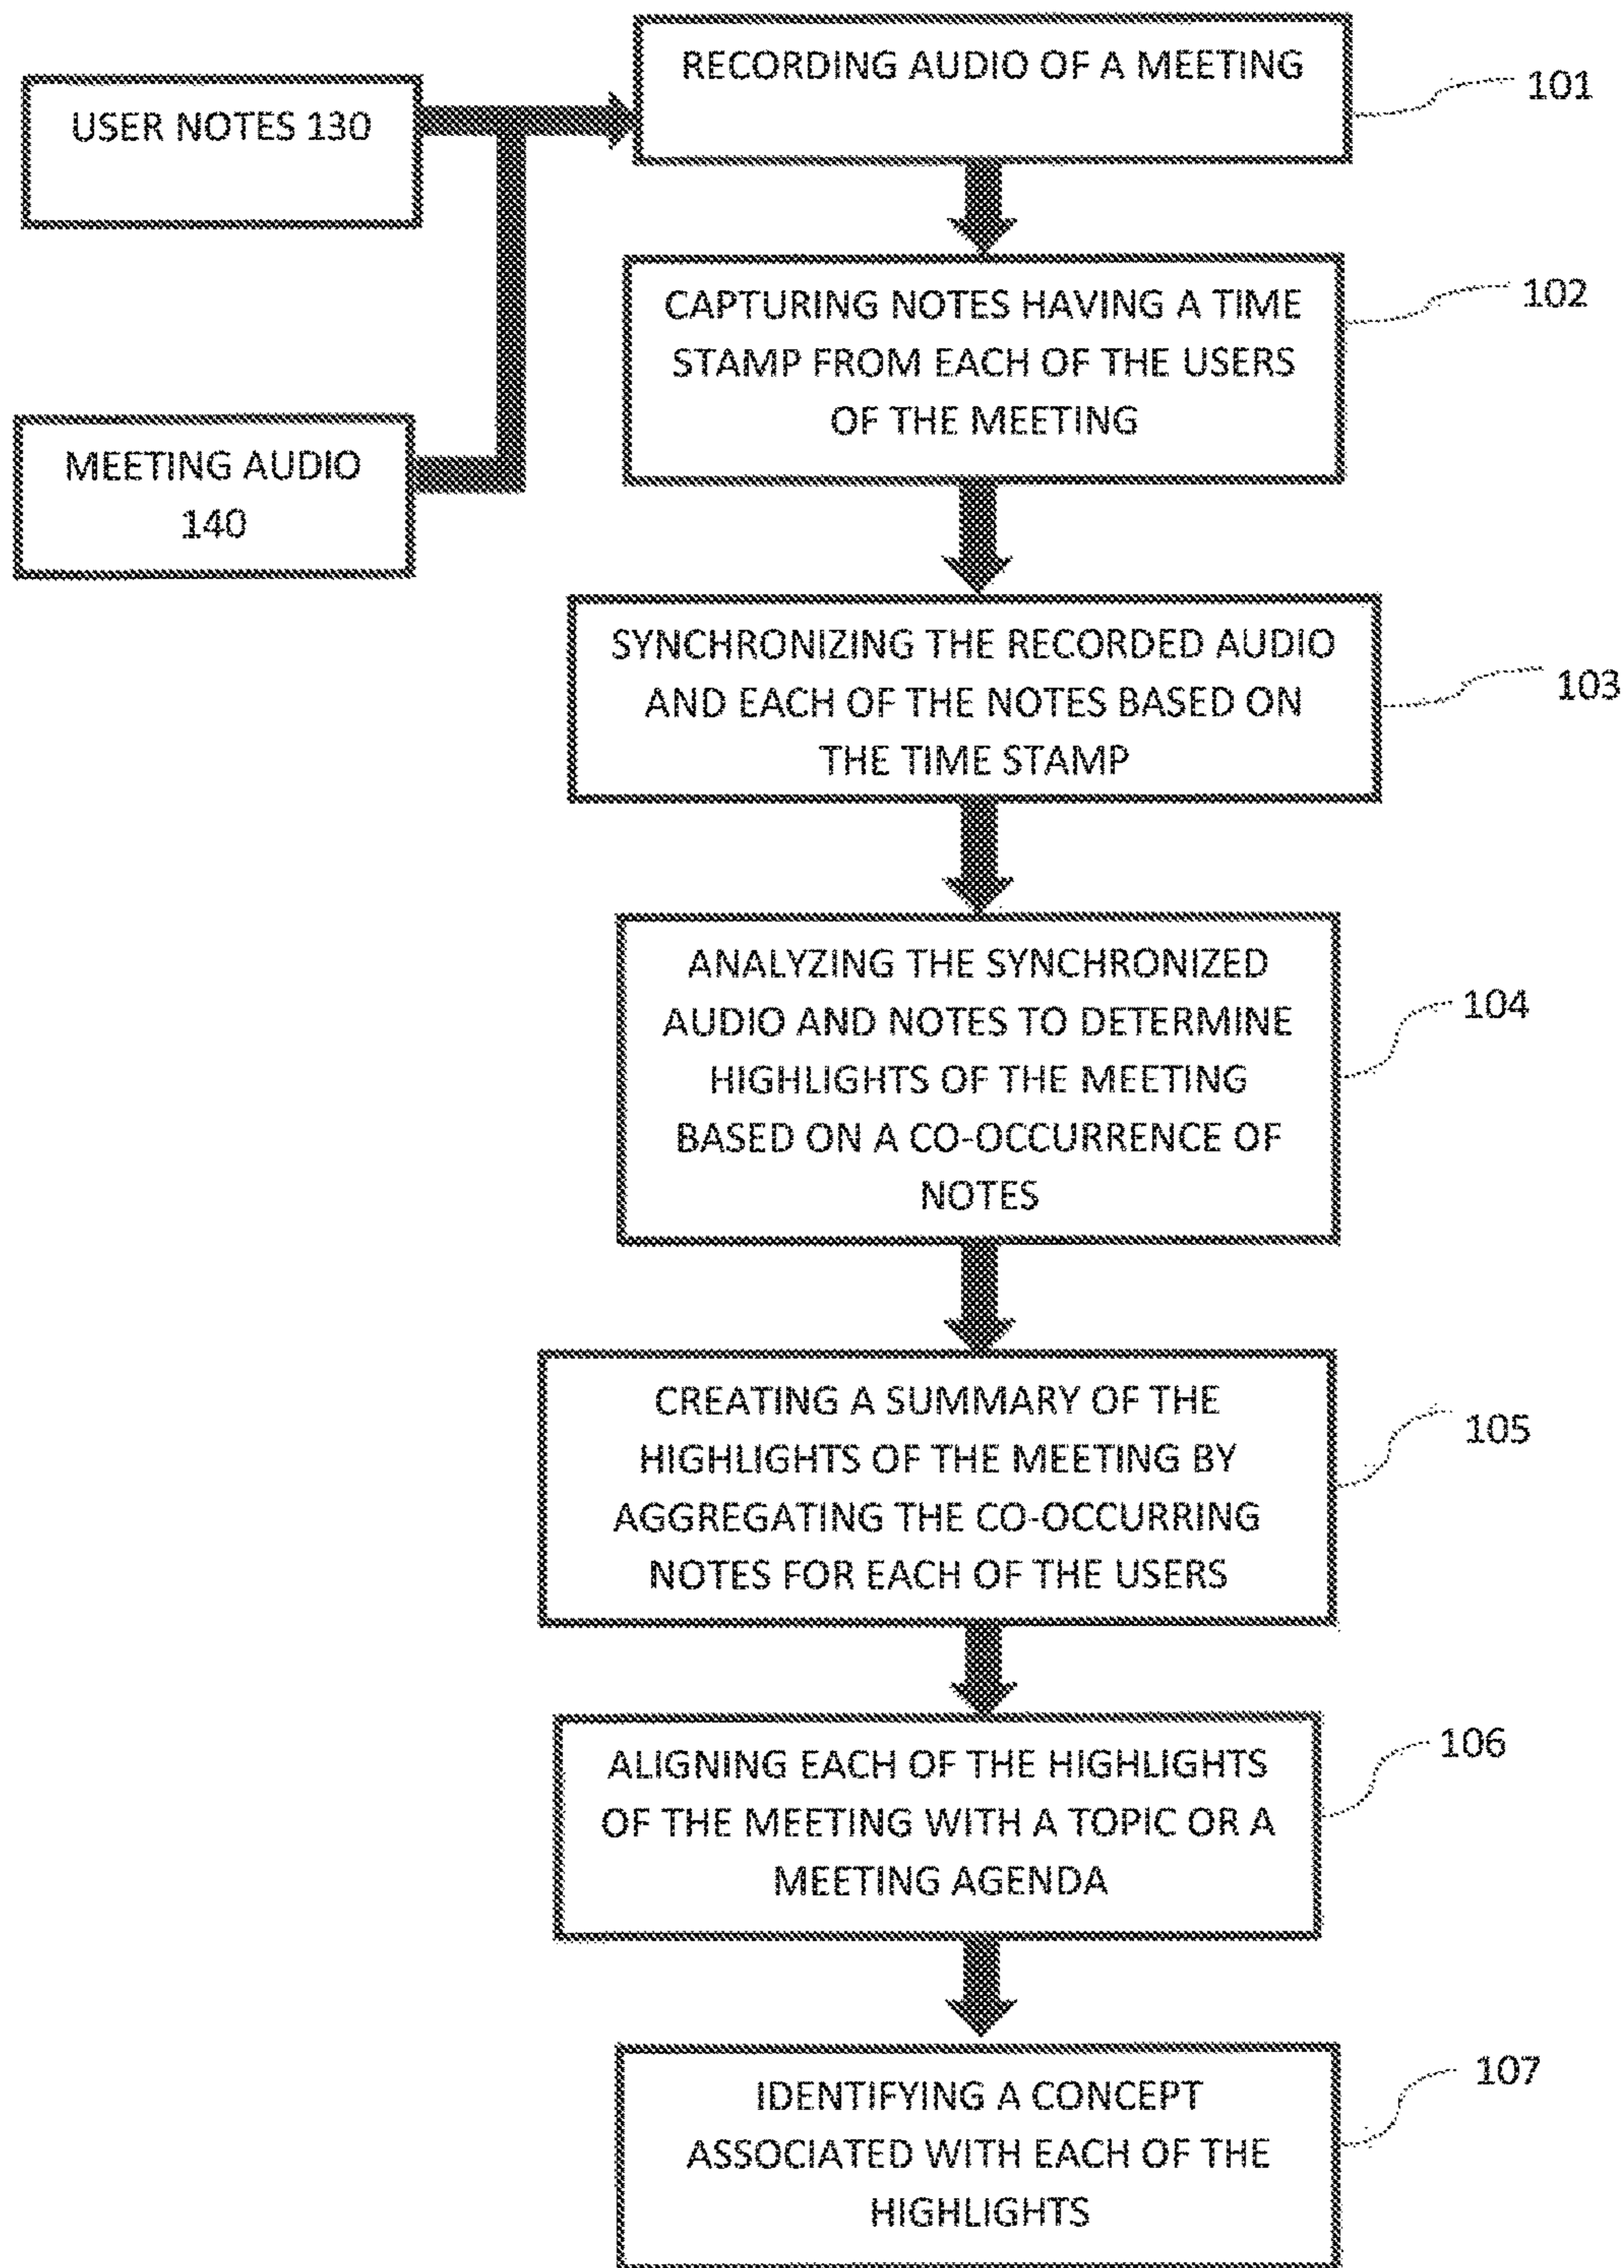 RECORDING AUDIO OF A MEETING
101
USER NOTES 130
CAPTURING NOTES HAVING A TIME
STAMP FROM EACH OF THE USERS
OF THE MEETING
102
MEETING AUDIO
140
SYNCHRONIZING THE RECORDED AUDIO
AND EACH OF THE NOTES BASED ON
THE TIME STAMP
103
ANALYZING THE SYNCHRONIZED
AUDIO AND NOTES TO DETERMINE
HIGHLIGHTS OF THE MEETING
BASED ON A CO-OCCURRENCE OF
NOTES
104
CREATING A SUMMARY OF THE
HIGHLIGHTS OF THE MEETING BY
AGGREGATING THE CO-OCCURRING
NOTES FOR EACH OF THE USERS
105
ALIGNING EACH OF THE HIGHLIGHTS
OF THE MEETING WITH A TOPIC OR A
MEETING AGENDA
106
IDENTIFYING A CONCEPT
ASSOCIATED WITH EACH OF THE
HIGHLIGHTS
107